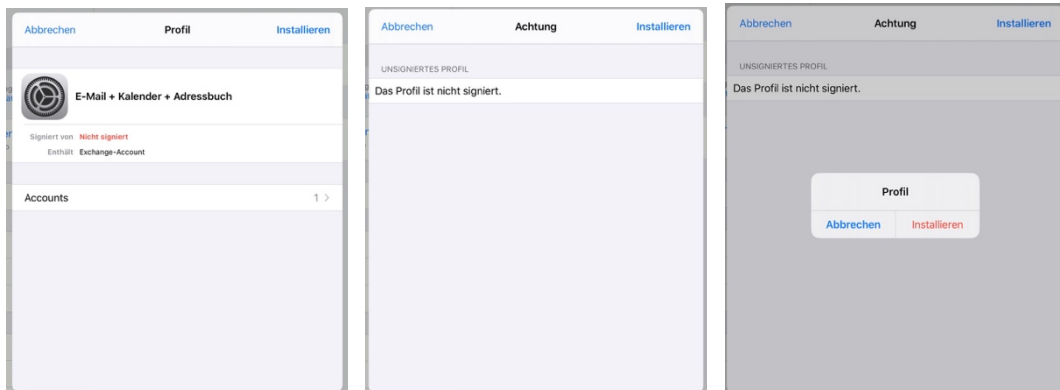 Abbrechen Profil Installieren
E-Mail + Kalender + Adressbuch
Signiert von Nicht signiert
Enthält Exchange-Account
Accounts 1
Abbrechen Achtung Installieren
UNSIGNIERTES PROFIL
Das Profil ist nicht signiert.
Abbrechen Achtung Installieren
UNSIGNIERTES PROFIL
Das Profil ist nicht signiert.
Profil
Abbrechen Installieren